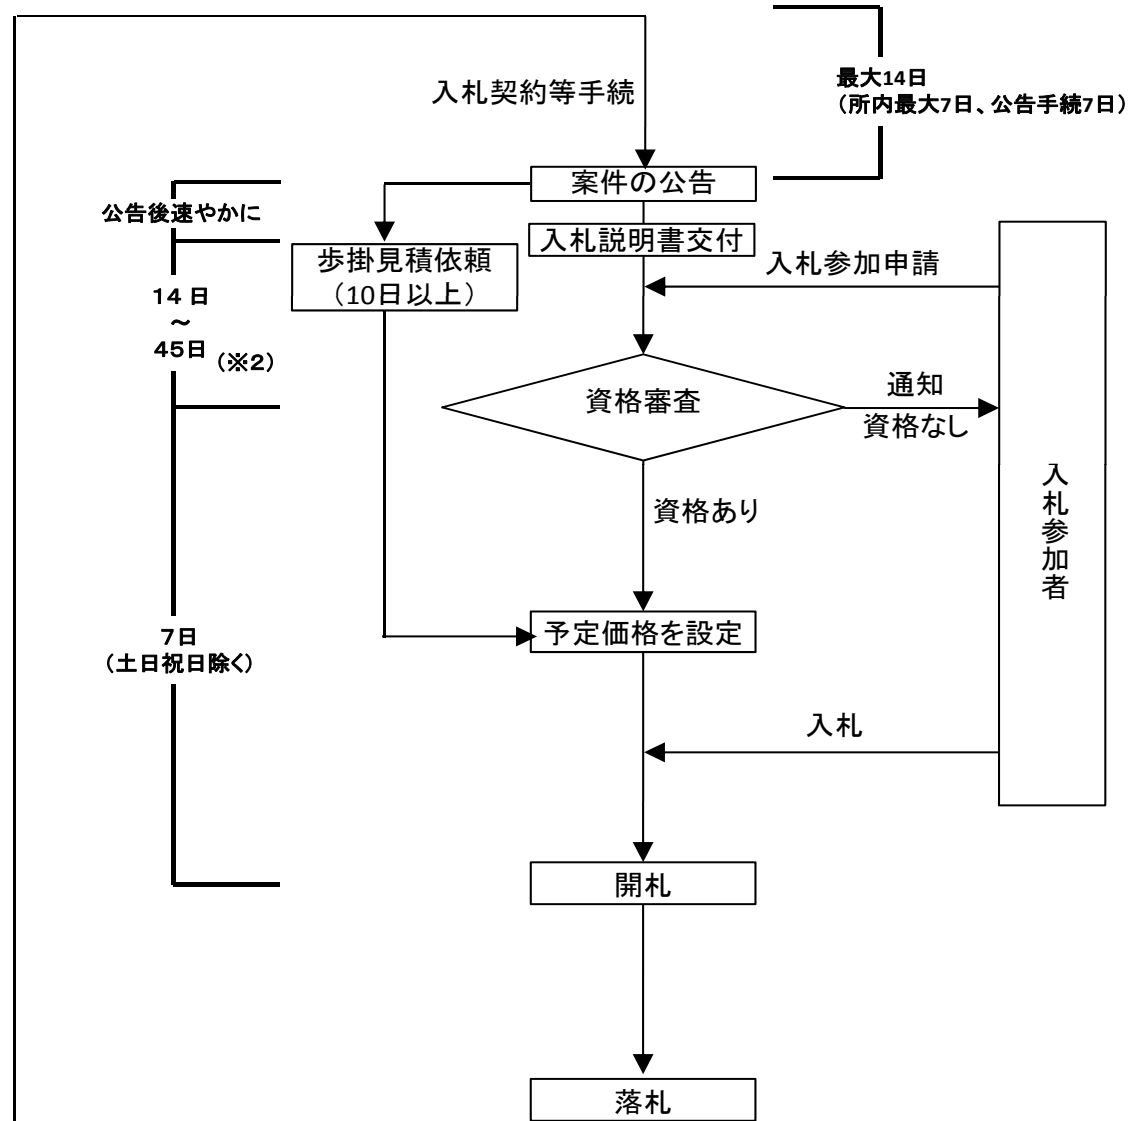 入札契約等手続
最大14日
（所内最大7日、公告手続7日）
案件の公告
公告後速やかに
入札説明書交付
歩掛見積依頼
（10日以上）
入札参加申請
14 日
～
45日 （※2）
資格審査
通知
資格なし
入札参加者
資格あり
予定価格を設定
7日
（土日祝日除く）
入札
開札
落札